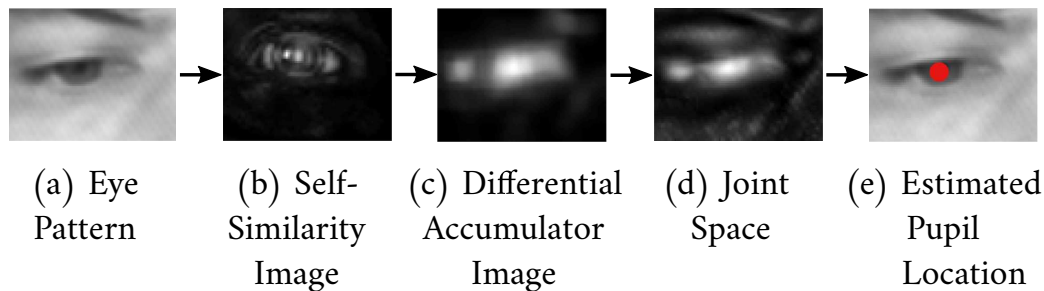 (a) Eye
Pattern
(b) Self-
Similarity
Image
(c) Differential
Accumulator
Image
(d) Joint
Space
(e) Estimated
Pupil
Location